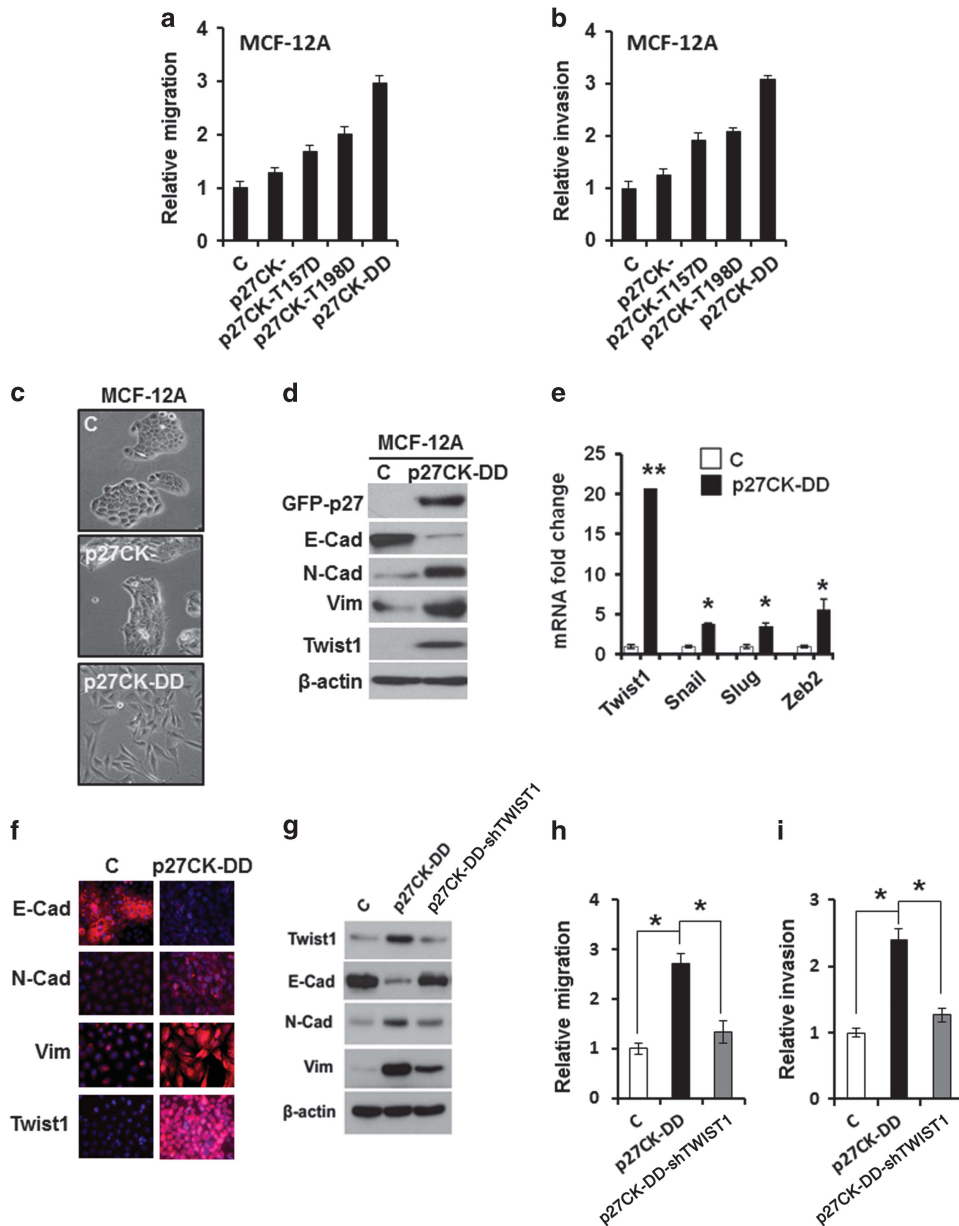 a
MCF-12A
Relative migration
4
3
2
1
0
C
p27CK-
p27CK-T157D
p27CK-T198D
p27CK-DD
b
MCF-12A
Relative invasion
4
3
2
1
0
C
p27CK-
p27CK-T157D
p27CK-T198D
p27CK-DD
c
MCF-12A
C
p27CK-
p27CK-DD
d
MCF-12A
C p27CK-DD
GFP-p27
E-Cad
N-Cad
Vim
Twist1
β-actin
e
mRNA fold change
25
20
15
10
5
0
C
p27CK-DD
**
*
*
*
Twist1
Snail
Slug
Zeb2
f
C p27CK-DD
E-Cad
N-Cad
Vim
Twist1
g
C
p27CK-DD
p27CK-DD-shTWIST1
Twist1
E-Cad
N-Cad
Vim
β-actin
h
Relative migration
4
3
2
1
0
*
*
C
p27CK-DD
p27CK-DD-shTWIST1
i
Relative invasion
3
2
1
0
*
*
C
p27CK-DD
p27CK-DD-shTWIST1